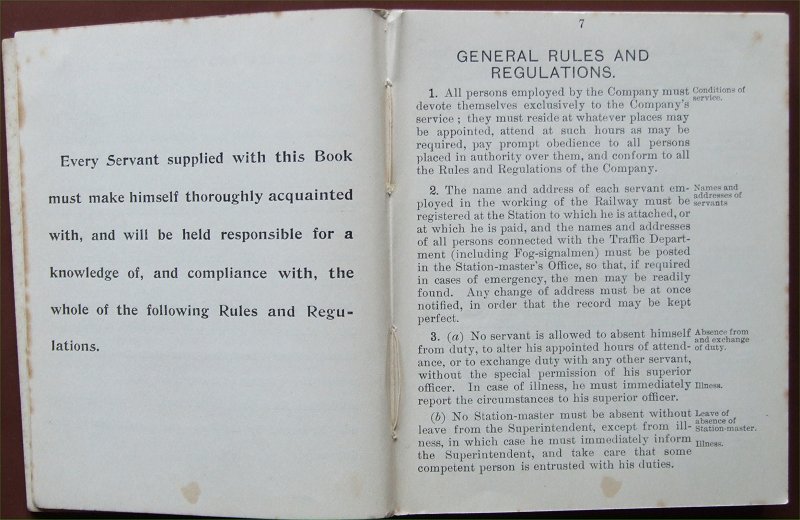 Every Servant supplied with this Book
must make himself thoroughly acquainted
with, and will be held responsible for a
knowledge of, and compliance with, the
whole of the following Rules and Regu-
lations.
7
GENERAL RULES AND
REGULATIONS.
1. All persons employed by the Company must
devote themselves exclusively to the Company's
service ; they must reside at whatever places may
be appointed, attend at such hours as may be
required, pay prompt obedience to all persons
placed in authority over them, and conform to all
the Rules and Regulations of the Company.
Conditions of
service.
2. The name and address of each servant em-
ployed in the working of the Railway must be
registered at the Station to which he is attached, or
at which he is paid, and the names and addresses
of all persons connected with the Traffic Depart-
ment (including Fog-signalmen) must be posted
in the Station-master's Office, so that, if required
in cases of emergency, the men may be readily
found. Any change of address must be at once
notified, in order that the record may be kept
perfect.
Names and
addresses of
servants
3. (a) No servant is allowed to absent himself
from duty, to alter his appointed hours of attend-
ance, or to exchange duty with any other servant,
without the special permission of his superior
officer. In case of illness, he must immediately
report the circumstances to his superior officer.
Absence from
and exchange
of duty.
Illness.
(b) No Station-master must be absent without
leave from the Superintendent, except from ill-
ness, in which case he must immediately inform
the Superintendent, and take care that some
competent person is entrusted with his duties.
Leave of
absence of
Station-master.
Illness.